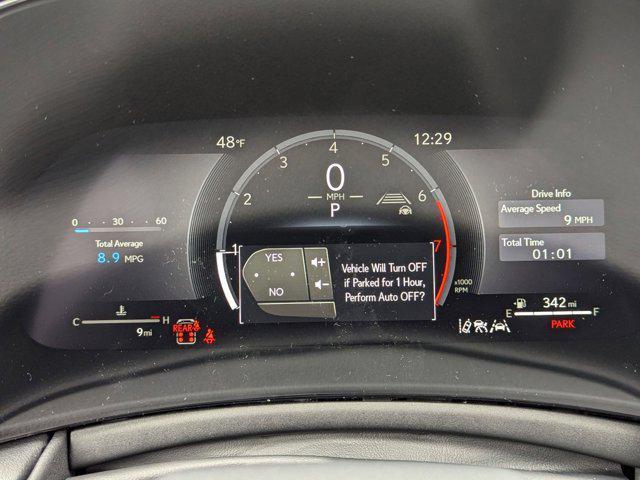 48°F
12:29
1
2
3
4
5
6
7
x1000
RPM
0
MPH
P
0 30 60
Total Average
8.9 MPG
Drive Info
Average Speed
9 MPH
Total Time
01:01
YES
NO
+
-
Vehicle Will Turn OFF
if Parked for 1 Hour,
Perform Auto OFF?
C H
9 mi
REAR
342 mi
E F
PARK